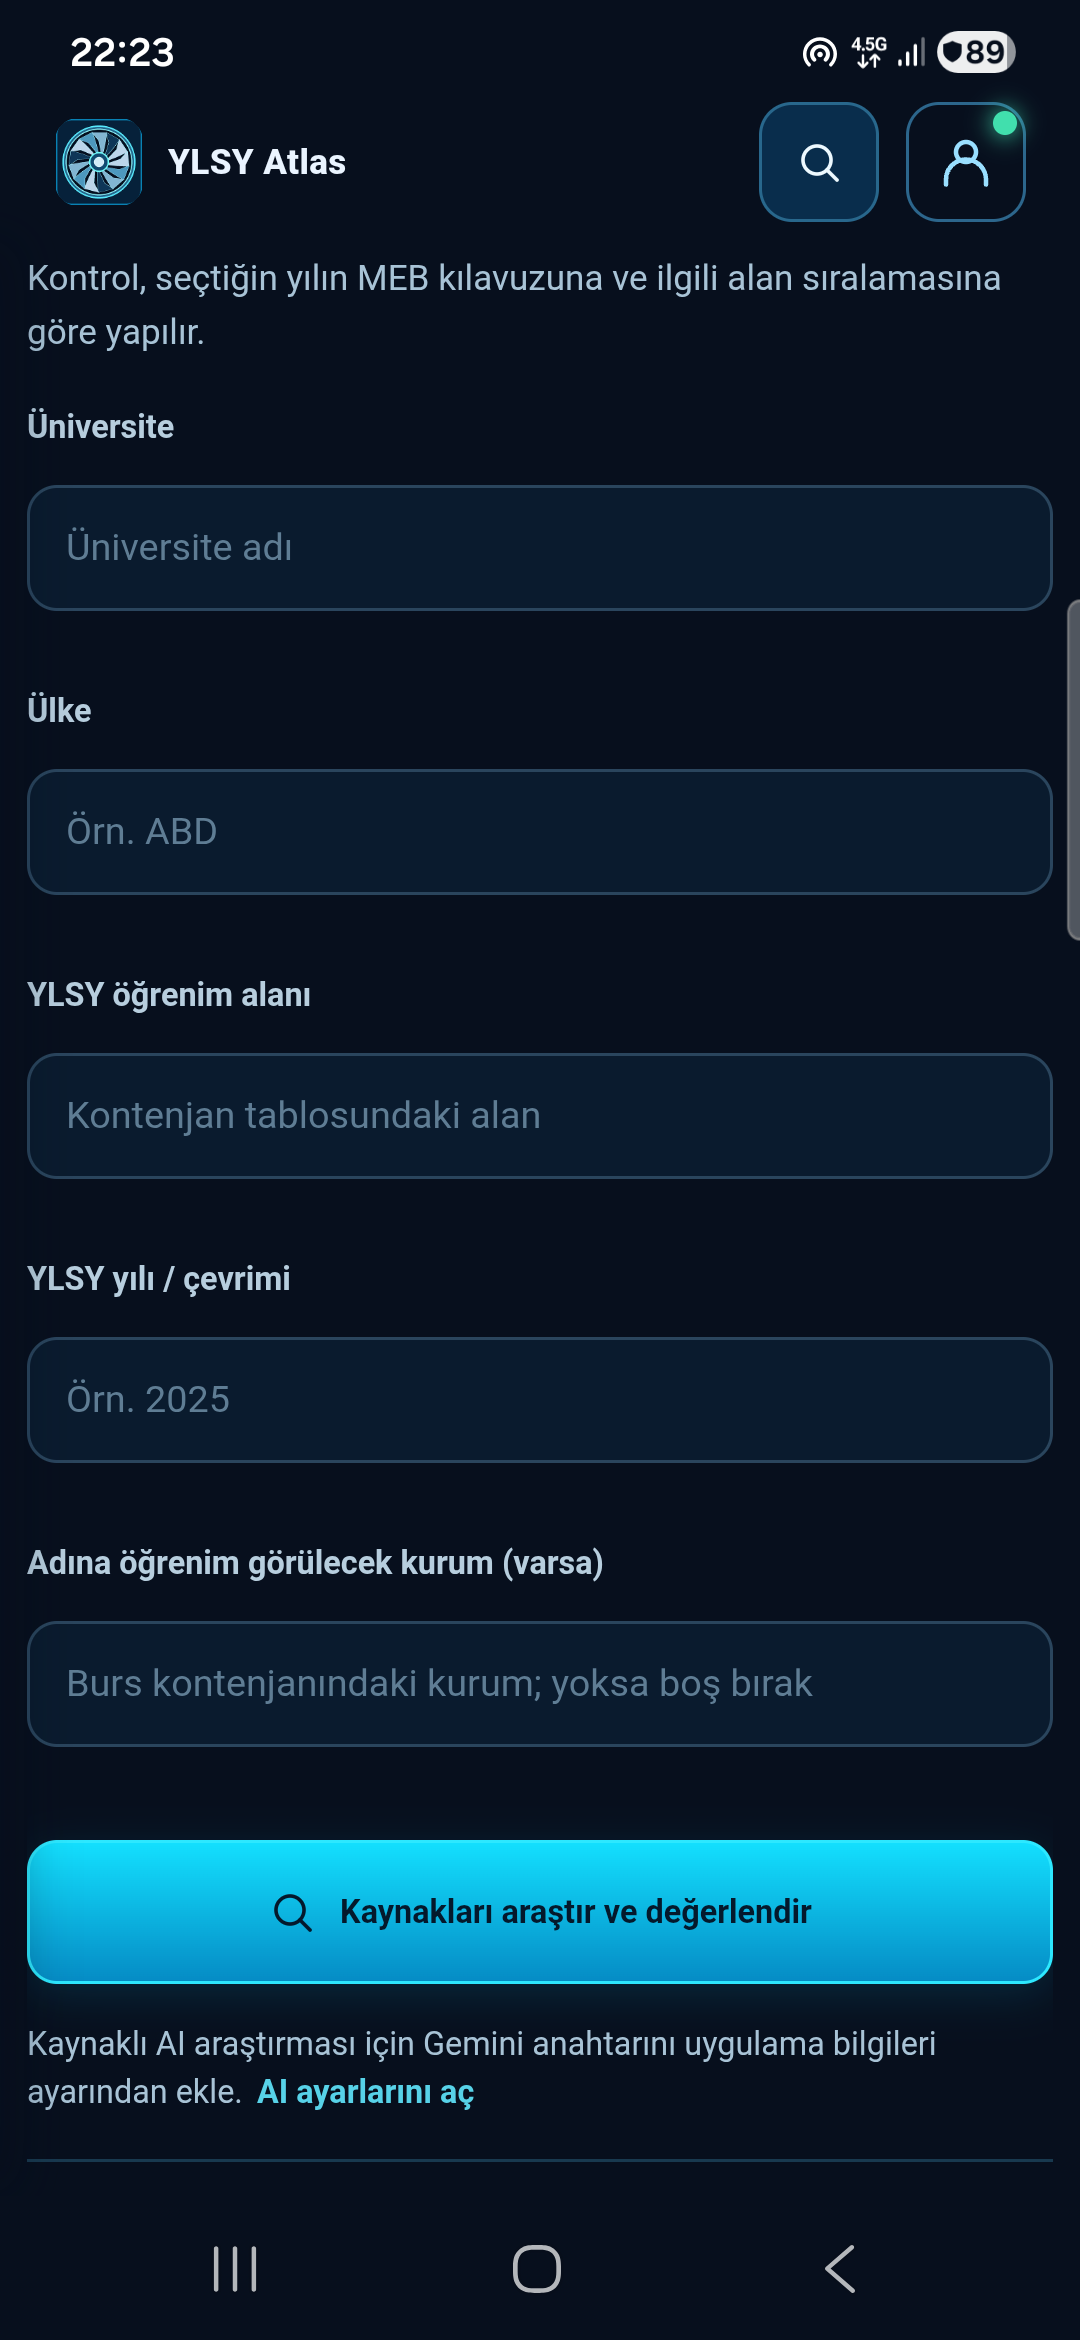 22:23
4.5G
89
YLSY Atlas
Kontrol, seçtiğin yılın MEB kılavuzuna ve ilgili alan sıralamasına
göre yapılır.
Üniversite
Üniversite adı
Ülke
Örn. ABD
YLSY öğrenim alanı
Kontenjan tablosundaki alan
YLSY yılı / çevrimi
Örn. 2025
Adına öğrenim görülecek kurum (varsa)
Burs kontenjanındaki kurum; yoksa boş bırak
Kaynakları araştır ve değerlendir
Kaynaklı AI araştırması için Gemini anahtarını uygulama bilgileri
ayarından ekle. AI ayarlarını aç